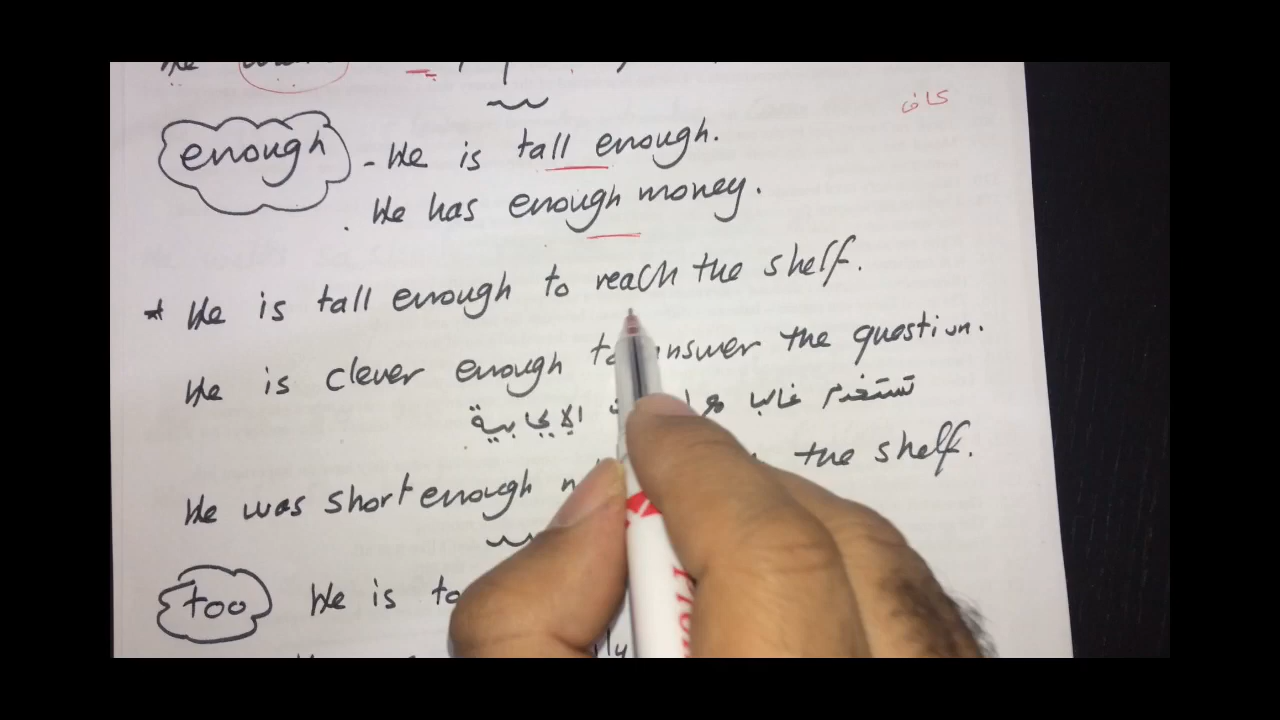 كاف
enough - He is tall enough.
. He has enough money.
* He is tall enough to reach the shelf.
He is clever enough to answer the question.
تستخدم غالبا الإيجابية
He was short enough the shelf.
too He is